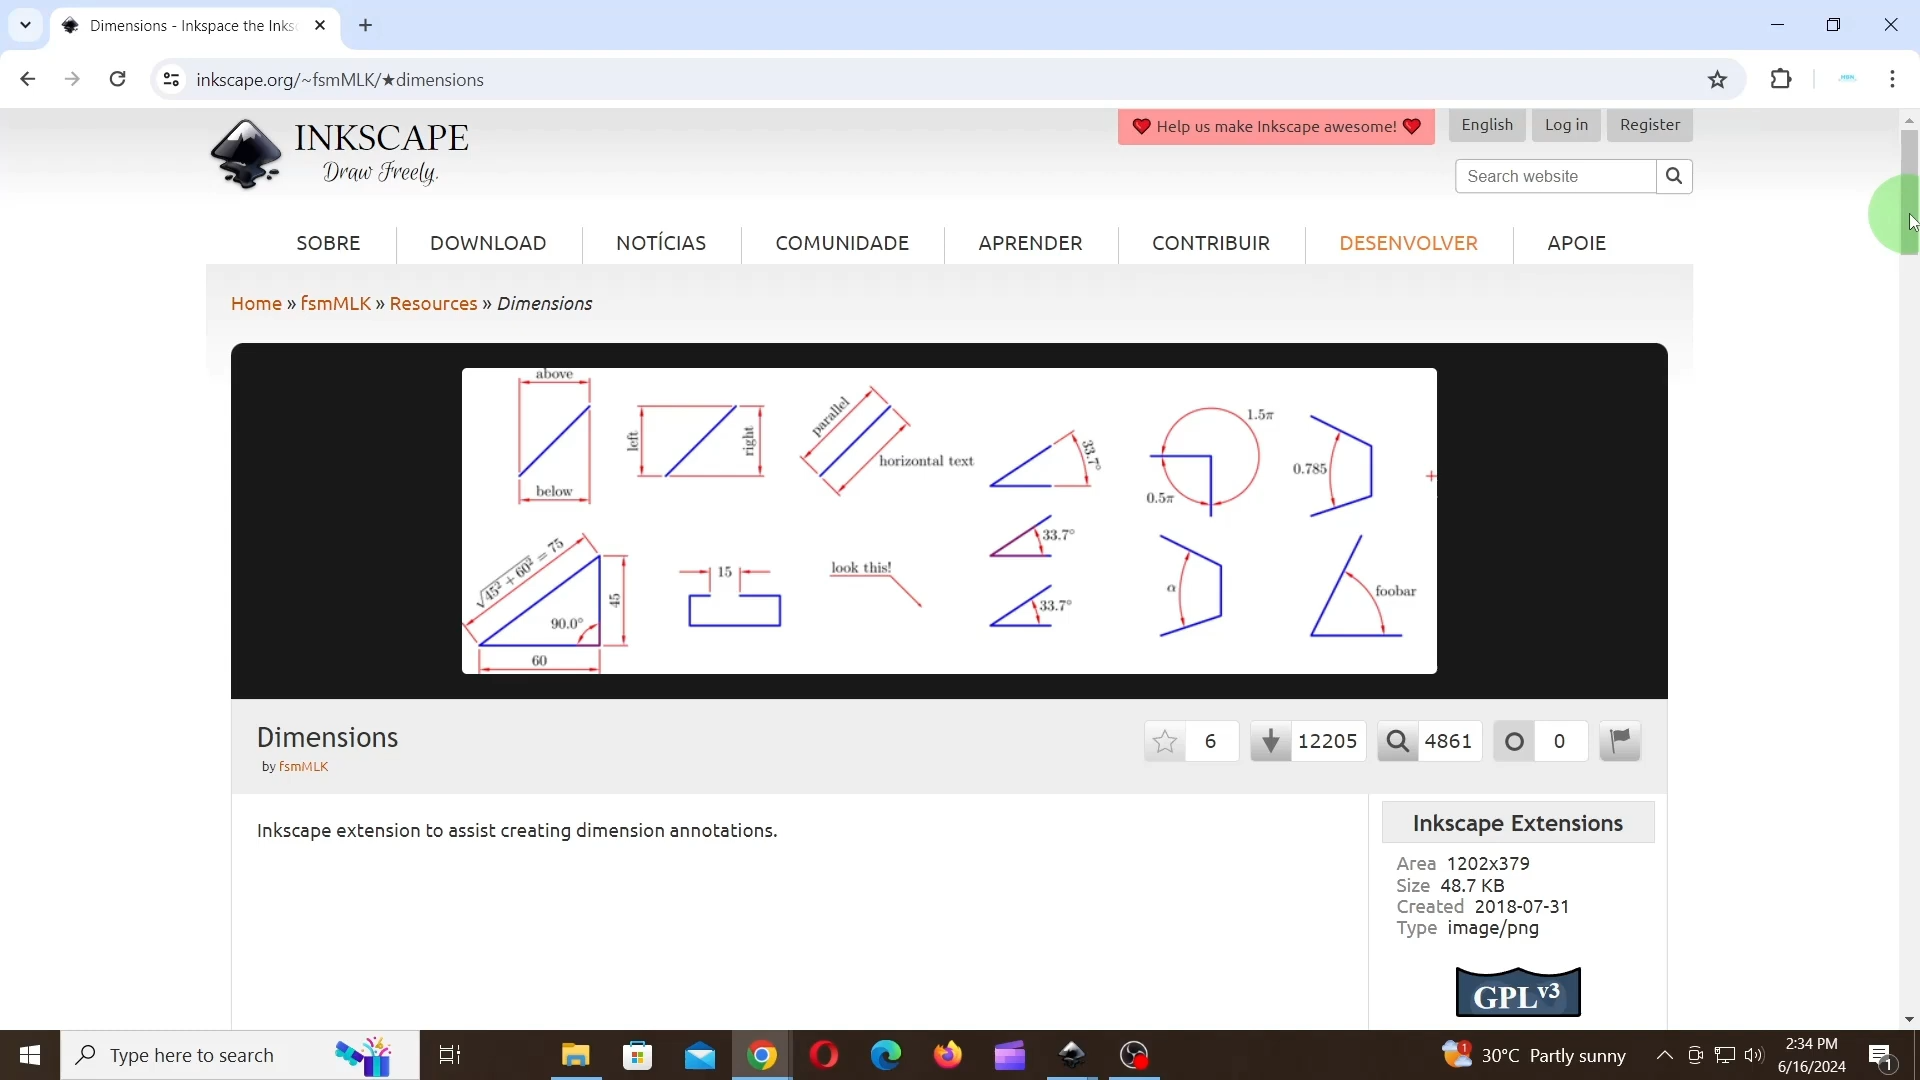 Dimensions - Inkspace the Inks
inkscape.org/~fsmMLK/★dimensions
INKSCAPE
Draw Freely.
Help us make Inkscape awesome!
English
Log in
Register
Search website
SOBRE
DOWNLOAD
NOTÍCIAS
COMUNIDADE
APRENDER
CONTRIBUIR
DESENVOLVER
APOIE
Home » fsmMLK » Resources » Dimensions
above
below
left
right
parallel
horizontal text
33.7°
1.5π
0.5π
0.785
√45² + 60² = 75
45
90.0°
60
15
look this!
33.7°
33.7°
α
foobar
Dimensions
by fsmMLK
6
12205
4861
0
Inkscape extension to assist creating dimension annotations.
Inkscape Extensions
Area 1202x379
Size 48.7 KB
Created 2018-07-31
Type image/png
GPLv3
Type here to search
30°C Partly sunny
2:34 PM
6/16/2024
1
1